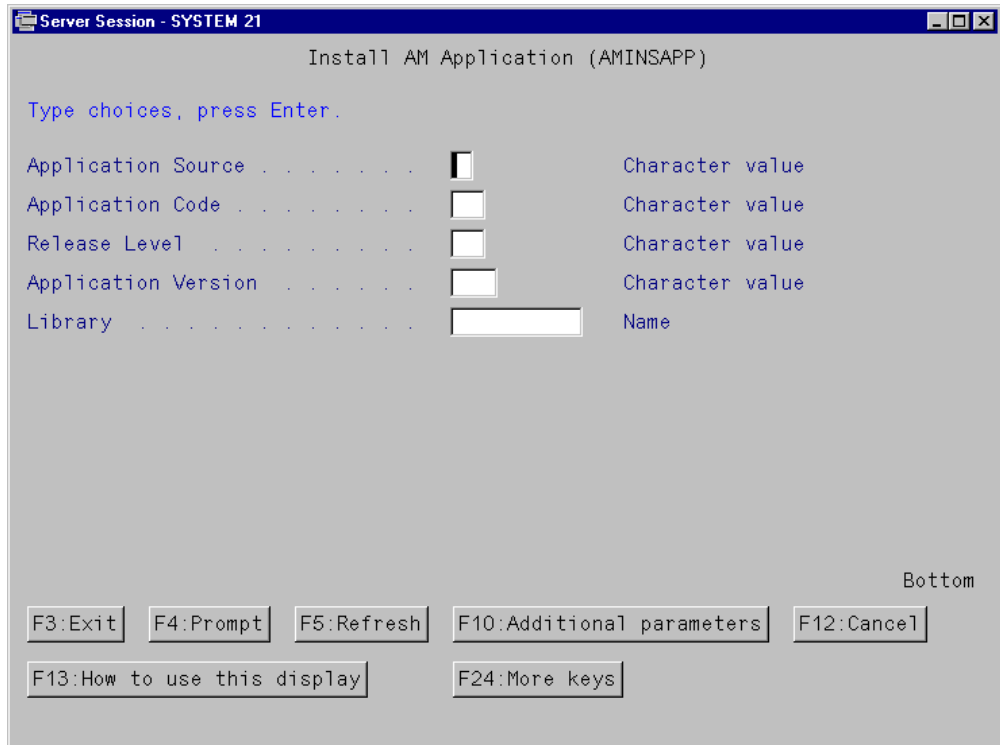 Server Session - SYSTEM 21
Install AM Application (AMINSAPP)
Type choices, press Enter.
Application Source . . . . . . . Character value
Application Code . . . . . . . . Character value
Release Level . . . . . . . . . Character value
Application Version . . . . . . Character value
Library . . . . . . . . . . . . Name
Bottom
F3:Exit F4:Prompt F5:Refresh F10:Additional parameters F12:Cancel
F13:How to use this display F24:More keys